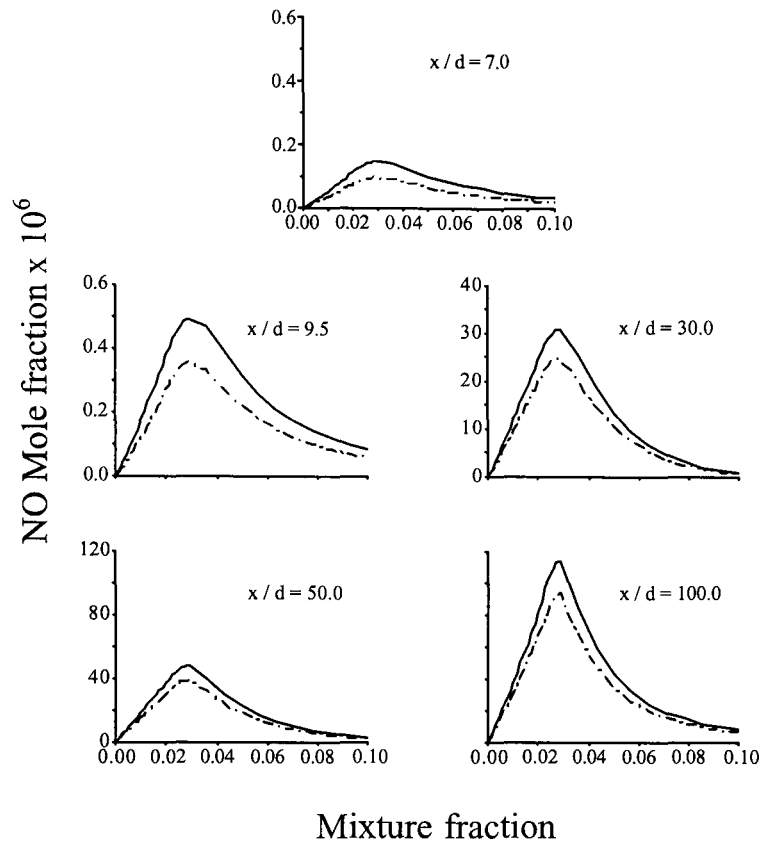 0.6
x / d = 7.0
0.4
0.2
0.0
0.00 0.02 0.04 0.06 0.08 0.10
NO Mole fraction x 10⁶
0.6
x / d = 9.5
0.4
0.2
0.0
40
x / d = 30.0
30
20
10
0
120
x / d = 50.0
80
40
0
0.00 0.02 0.04 0.06 0.08 0.10
x / d = 100.0
0.00 0.02 0.04 0.06 0.08 0.10
Mixture fraction